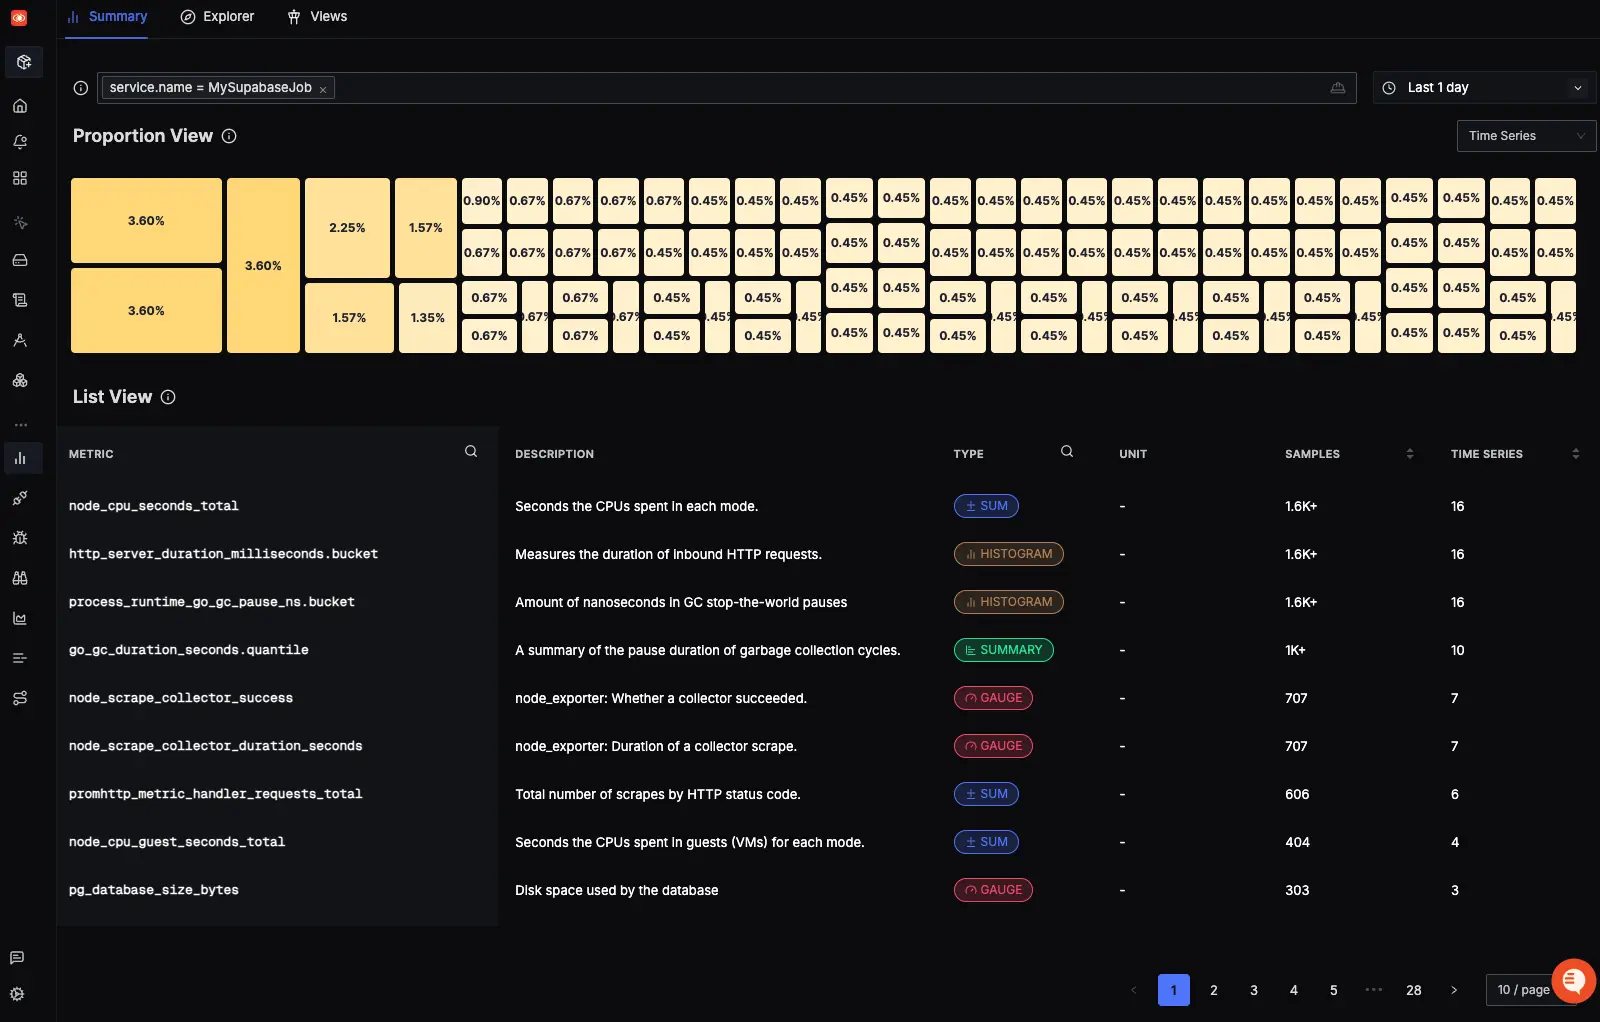 Summary Explorer Views
service.name = MySupabaseJob ×
Last 1 day
Proportion View
Time Series
3.60% 3.60% 2.25% 1.57% 0.90% 0.67% 0.67% 0.67% 0.67% 0.45% 0.45% 0.45% 0.45% 0.45% 0.45% 0.45% 0.45% 0.45% 0.45% 0.45% 0.45% 0.45% 0.45% 0.45% 0.45% 0.45% 0.45% 0.45%
0.67% 0.67% 0.67% 0.67% 0.45% 0.45% 0.45% 0.45% 0.45% 0.45% 0.45% 0.45% 0.45% 0.45% 0.45% 0.45% 0.45% 0.45% 0.45% 0.45% 0.45% 0.45% 0.45% 0.45%
3.60% 1.57% 1.35% 0.67% 0.67% 0.67% 0.67% 0.45% 0.45% 0.45% 0.45% 0.45% 0.45% 0.45% 0.45% 0.45% 0.45% 0.45% 0.45% 0.45% 0.45% 0.45% 0.45% 0.45% 0.45%
0.67% 0.67% 0.45% 0.45% 0.45% 0.45% 0.45% 0.45% 0.45% 0.45% 0.45% 0.45% 0.45% 0.45%
List View
METRIC DESCRIPTION TYPE UNIT SAMPLES TIME SERIES
node_cpu_seconds_total Seconds the CPUs spent in each mode. SUM - 1.6K+ 16
http_server_duration_milliseconds.bucket Measures the duration of inbound HTTP requests. HISTOGRAM - 1.6K+ 16
process_runtime_go_gc_pause_ns.bucket Amount of nanoseconds in GC stop-the-world pauses HISTOGRAM - 1.6K+ 16
go_gc_duration_seconds.quantile A summary of the pause duration of garbage collection cycles. SUMMARY - 1K+ 10
node_scrape_collector_success node_exporter: Whether a collector succeeded. GAUGE - 707 7
node_scrape_collector_duration_seconds node_exporter: Duration of a collector scrape. GAUGE - 707 7
promhttp_metric_handler_requests_total Total number of scrapes by HTTP status code. SUM - 606 6
node_cpu_guest_seconds_total Seconds the CPUs spent in guests (VMs) for each mode. SUM - 404 4
pg_database_size_bytes Disk space used by the database GAUGE - 303 3
< 1 2 3 4 5 ••• 28 > 10 / page